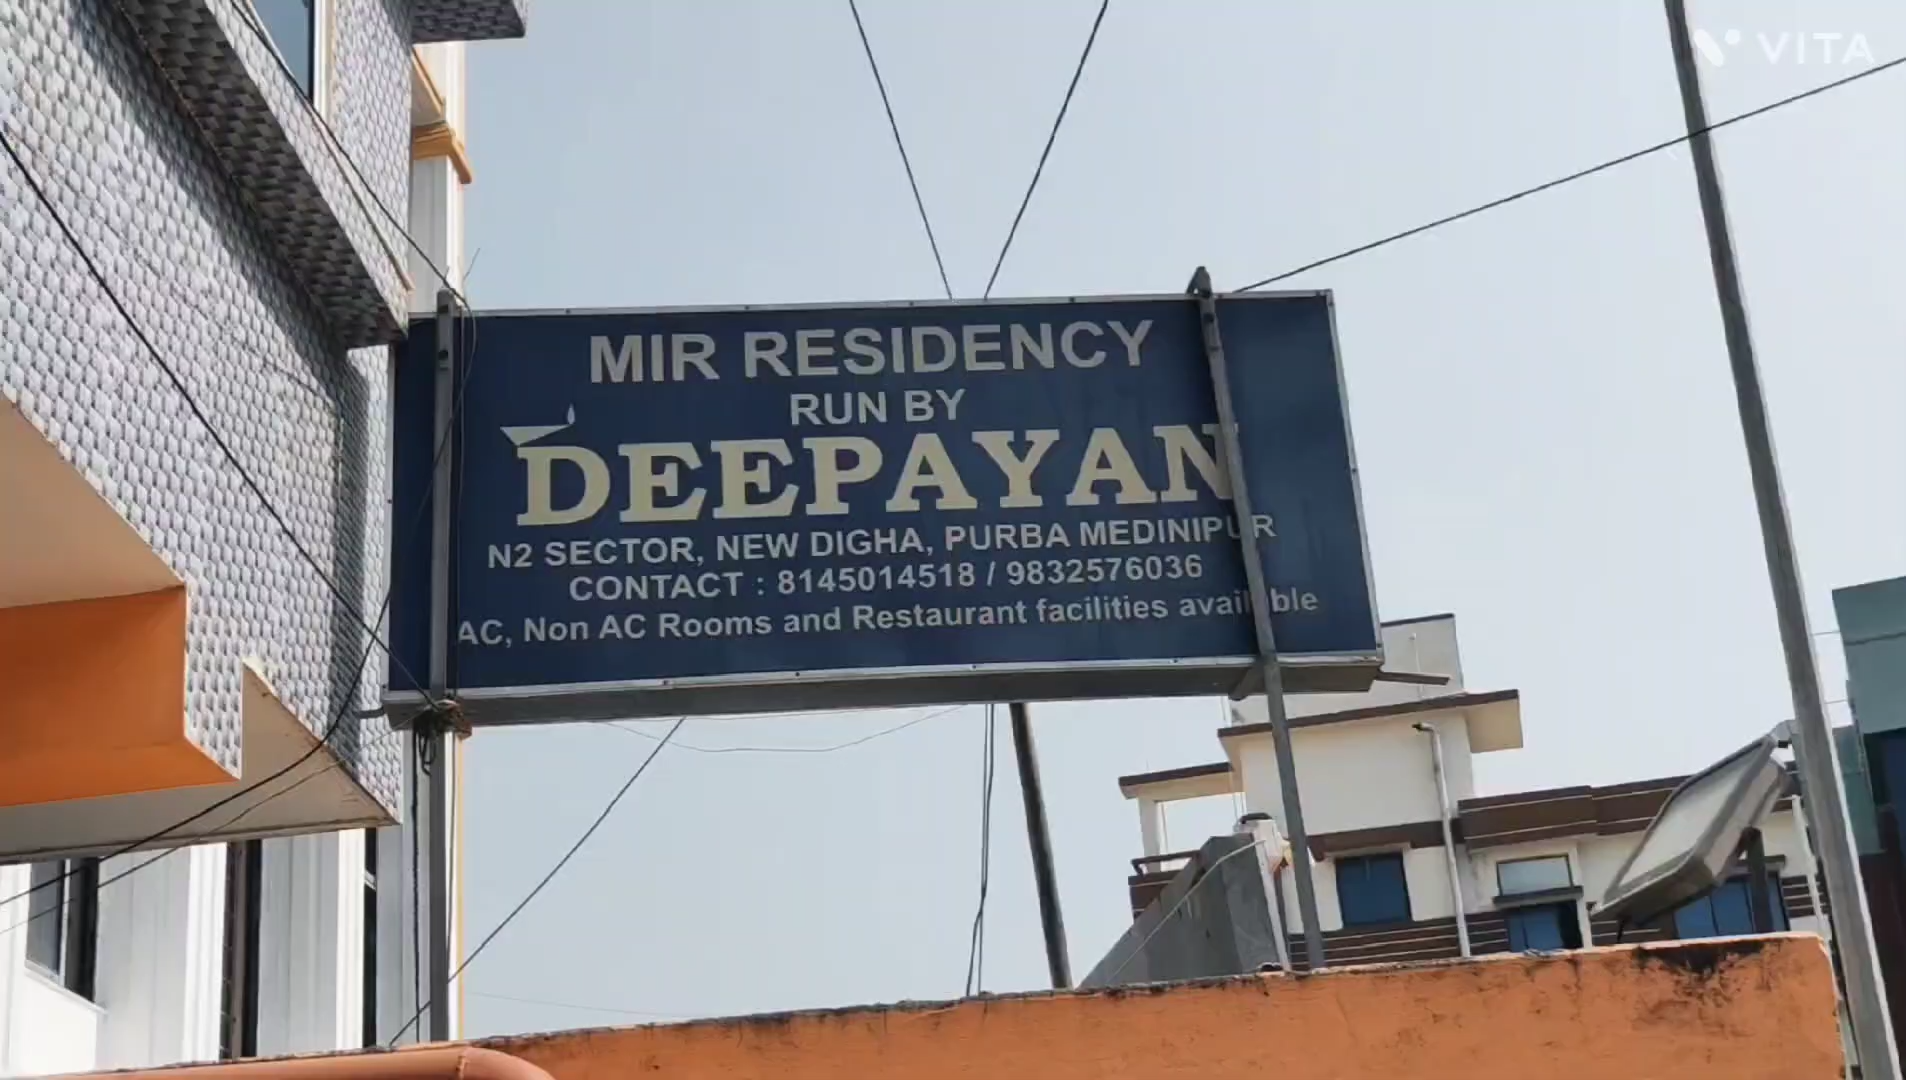 VITA
MIR RESIDENCY
RUN BY
DEEPAYAN
N2 SECTOR, NEW DIGHA, PURBA MEDINIPUR
CONTACT : 8145014518 / 9832576036
AC, Non AC Rooms and Restaurant facilities available